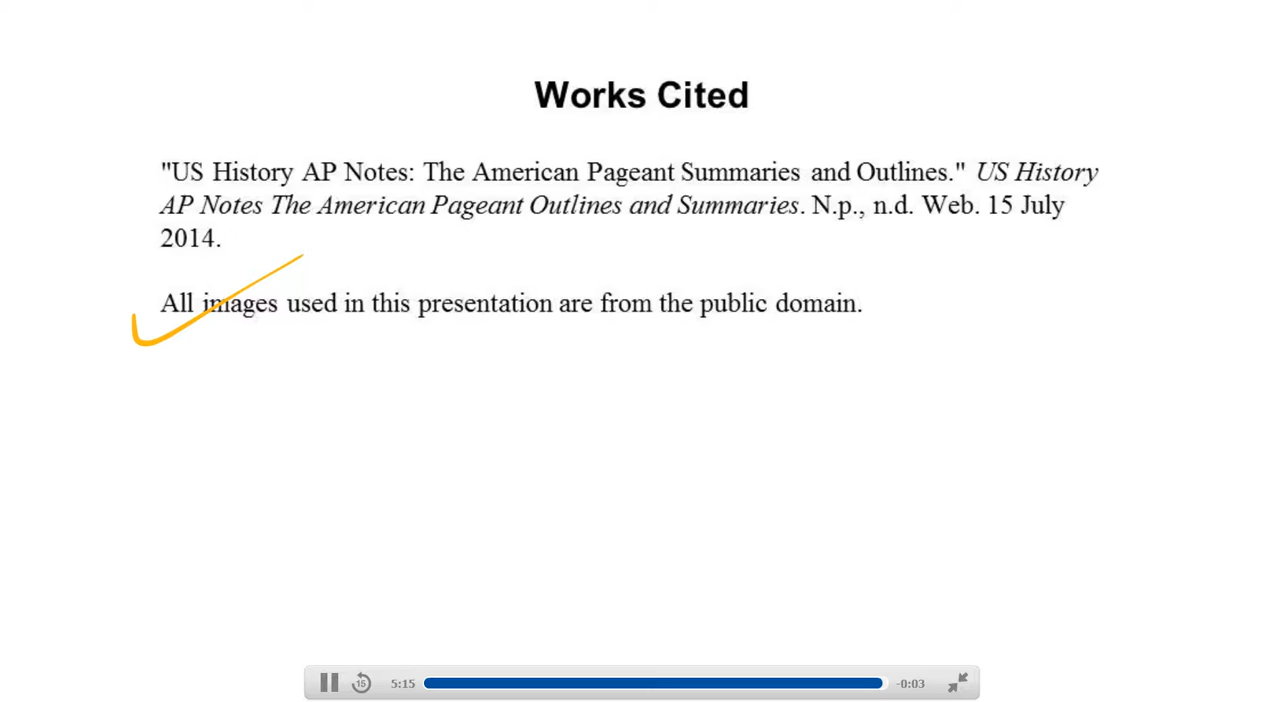 Works Cited
"US History AP Notes: The American Pageant Summaries and Outlines." US History
AP Notes The American Pageant Outlines and Summaries. N.p., n.d. Web. 15 July
2014.
All images used in this presentation are from the public domain.
15 5:15 -0:03